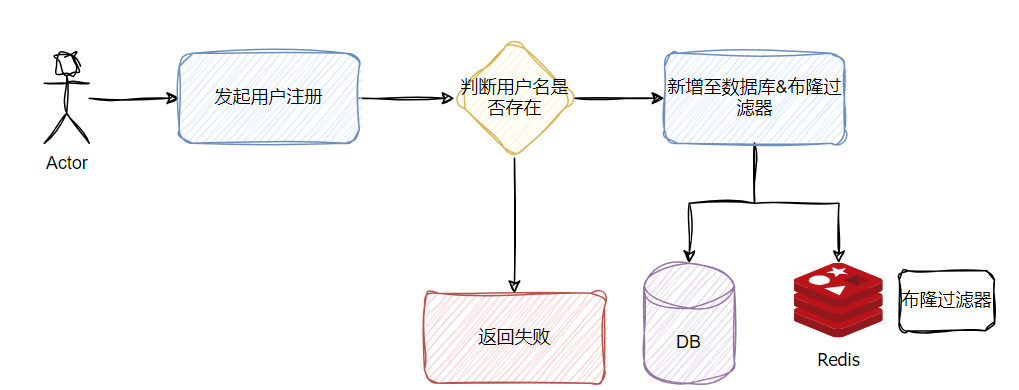 发起用户注册
判断用户名是
否存在
新增至数据库&布隆过
滤器
Actor
返回失败
DB
布隆过滤器
Redis